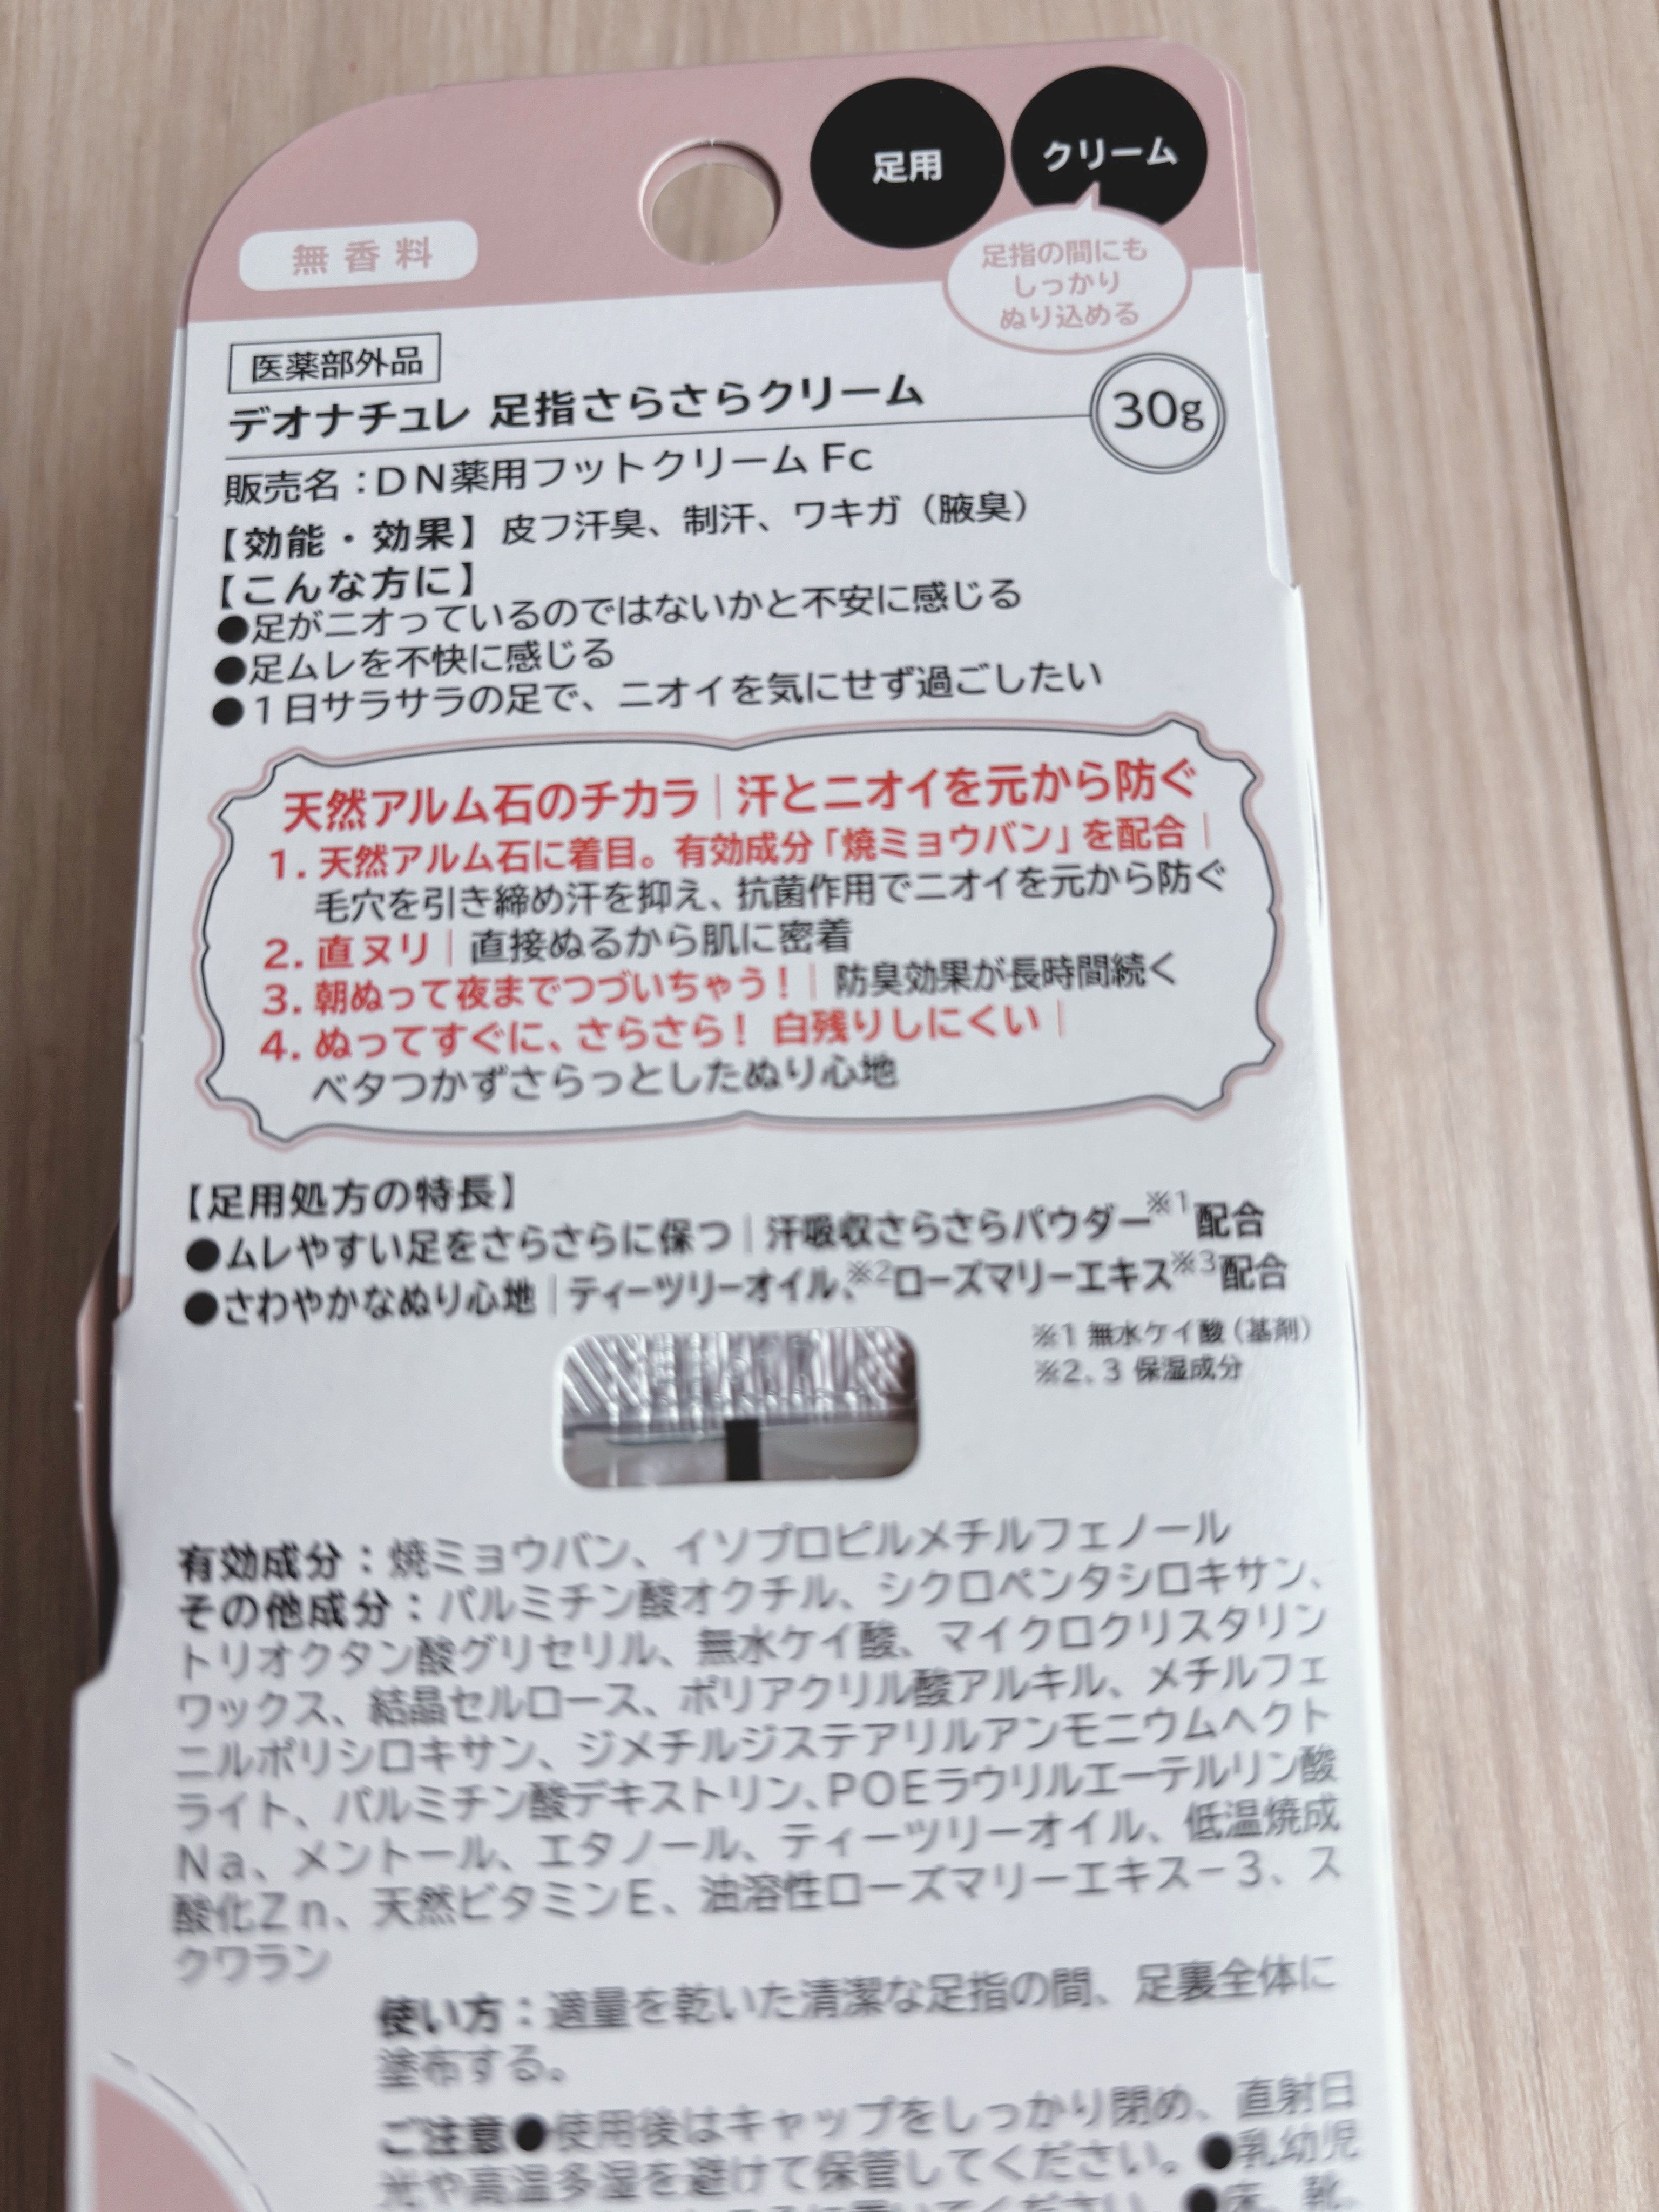 足用
クリーム
無香料
足指の間にも
しっかり
ぬり込める
医薬部外品
デオナチュレ 足指さらさらクリーム
30g
販売名：DN薬用フットクリーム Fc
【効能・効果】皮フ汗臭、制汗、ワキガ（腋臭）
【こんな方に】
●足がニオっているのではないかと不安に感じる
●足ムレを不快に感じる
●1日サラサラの足で、ニオイを気にせず過ごしたい
天然アルム石のチカラ｜汗とニオイを元から防ぐ
1. 天然アルム石に着目。有効成分「焼ミョウバン」を配合｜
毛穴を引き締め汗を抑え、抗菌作用でニオイを元から防ぐ
2. 直ヌリ｜直接ぬるから肌に密着
3. 朝ぬって夜までつづいちゃう！｜防臭効果が長時間続く
4. ぬってすぐに、さらさら！ 白残りしにくい｜
ベタつかずさらっとしたぬり心地
【足用処方の特長】
●ムレやすい足をさらさらに保つ｜汗吸収さらさらパウダー※1配合
●さわやかなぬり心地｜ティーツリーオイル、※2ローズマリーエキス※3配合
※1 無水ケイ酸（基剤）
※2、3 保湿成分
有効成分：焼ミョウバン、イソプロピルメチルフェノール
その他成分：パルミチン酸オクチル、シクロペンタシロキサン、
トリオクタン酸グリセリル、無水ケイ酸、マイクロクリスタリン
ワックス、結晶セルロース、ポリアクリル酸アルキル、メチルフェ
ニルポリシロキサン、ジメチルジステアリルアンモニウムヘクト
ライト、パルミチン酸デキストリン、POEラウリルエーテルリン酸
Na、メントール、エタノール、ティーツリーオイル、低温焼成
酸化Zn、天然ビタミンE、油溶性ローズマリーエキス－3、ス
クワラン
使い方：適量を乾いた清潔な足指の間、足裏全体に
塗布する。
ご注意●使用後はキャップをしっかり閉め、直射日
光や高温多湿を避けて保管してください。●乳幼児